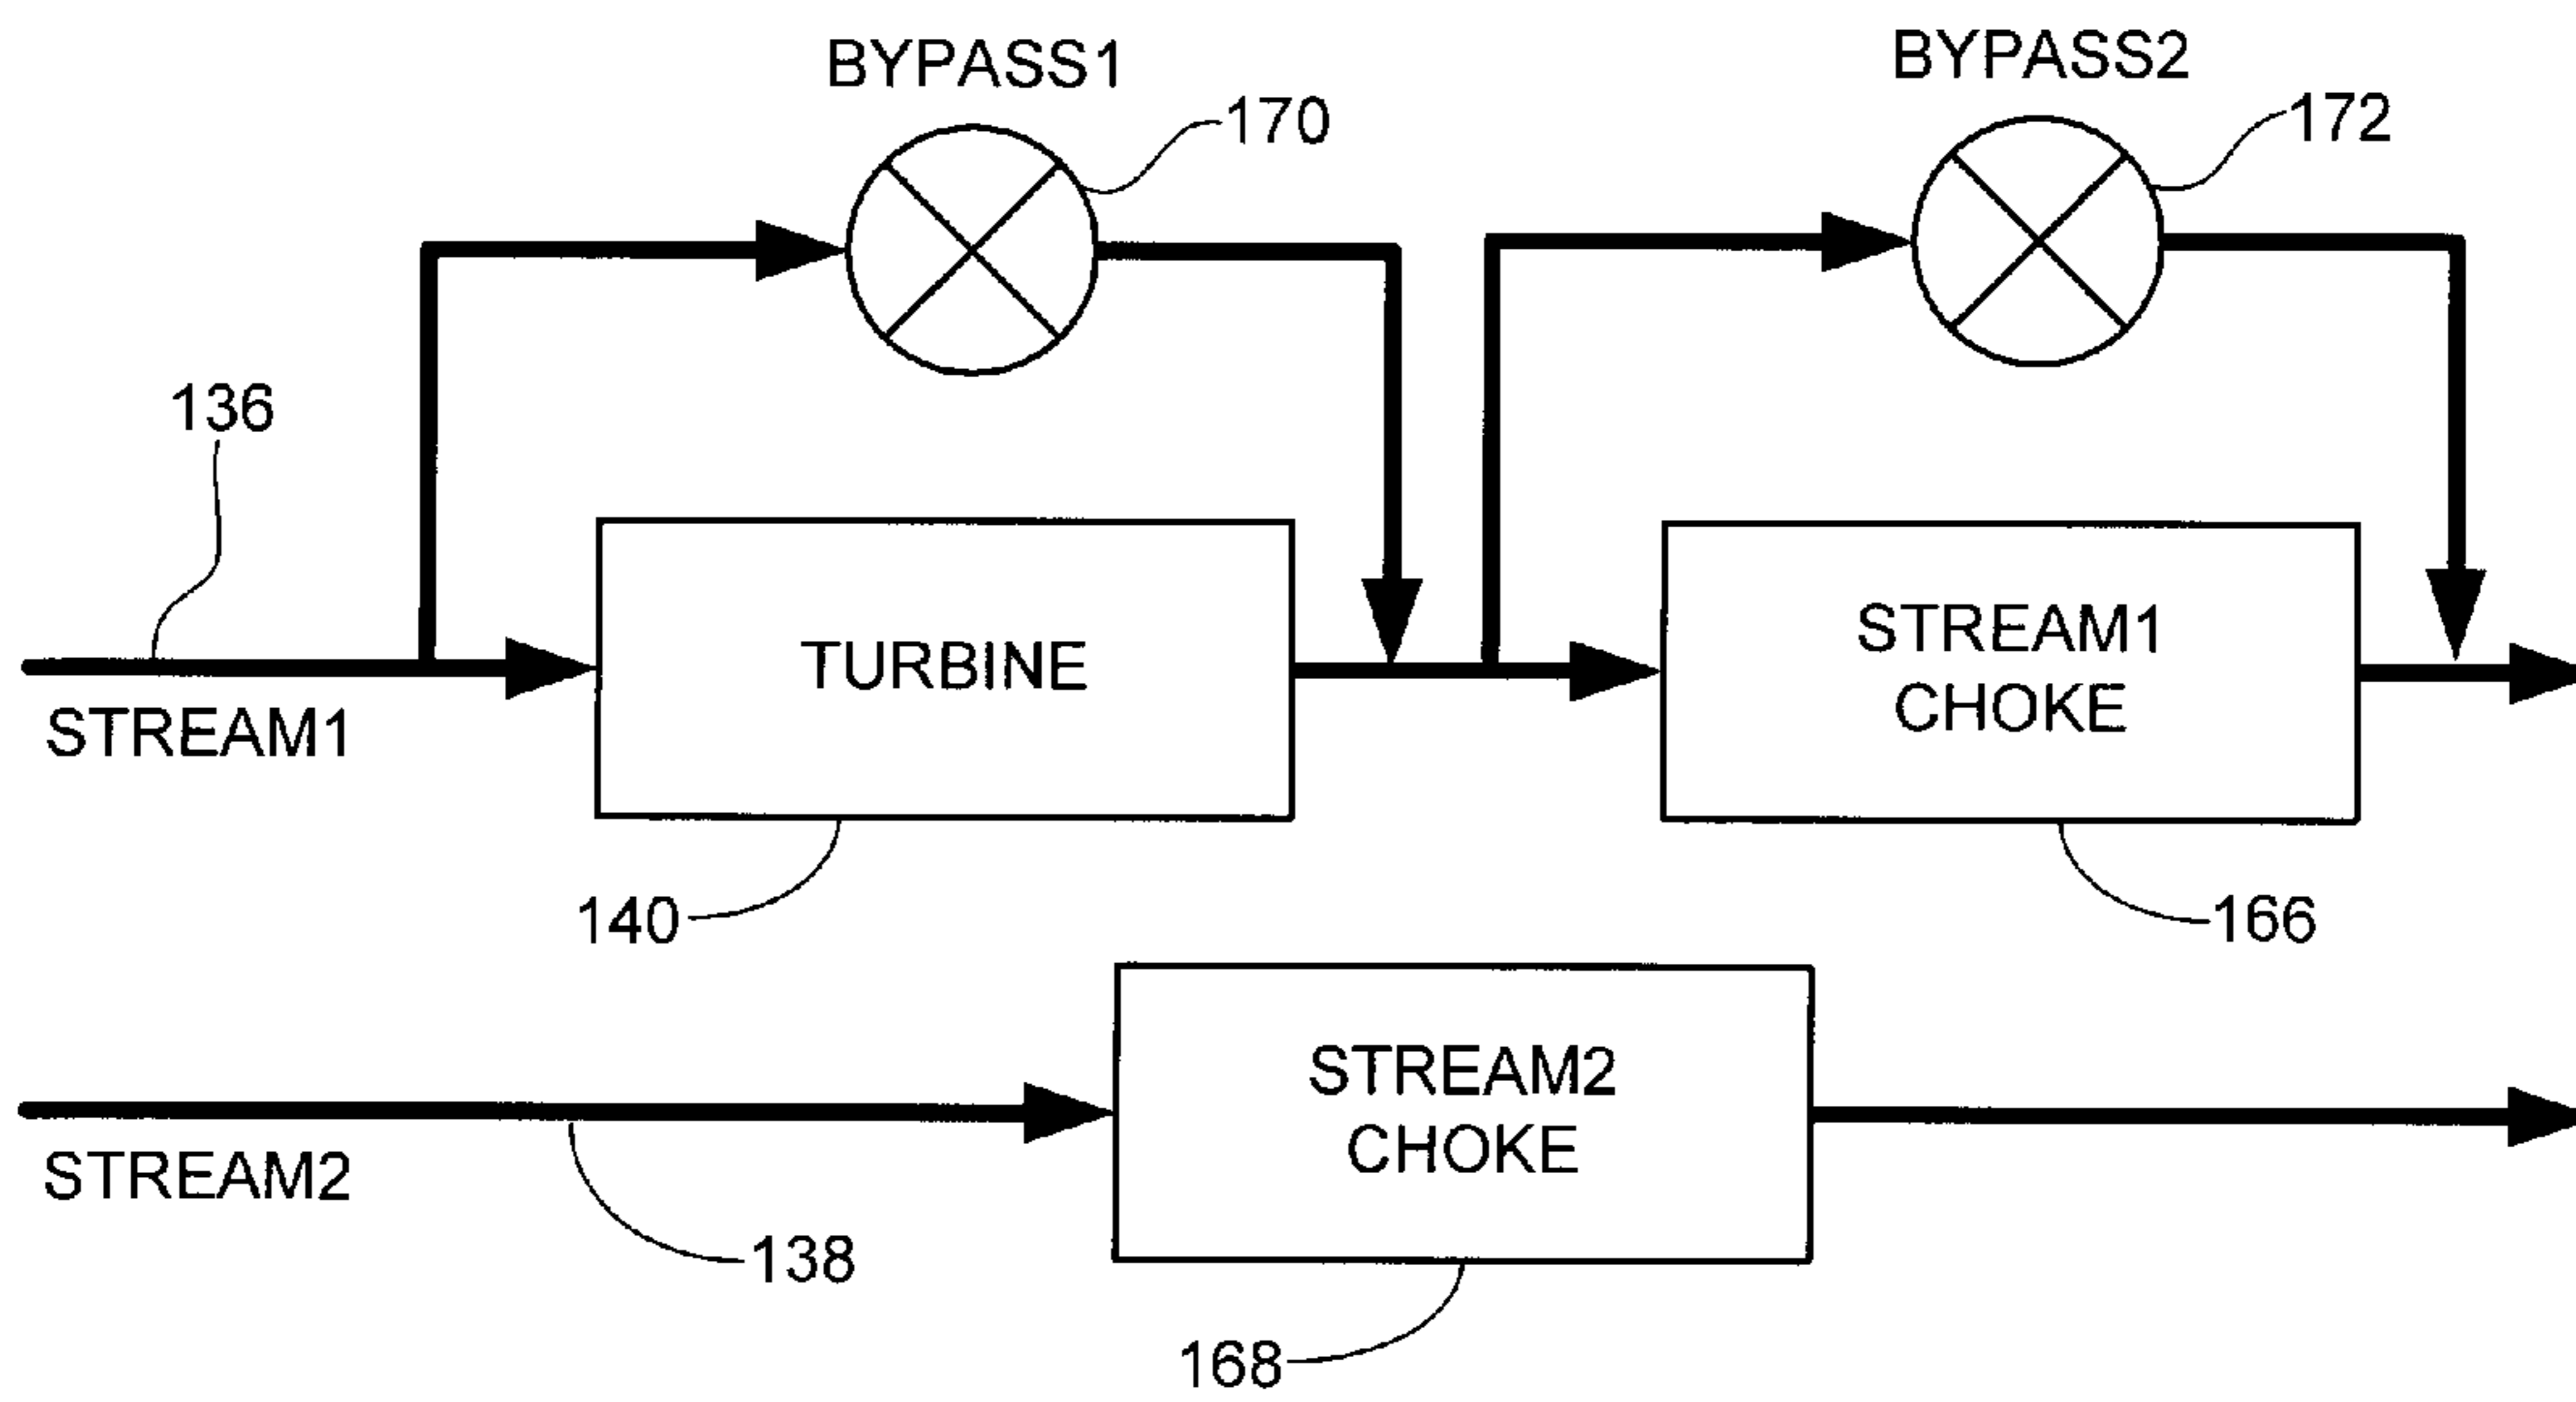 BYPASS1
BYPASS2
170
172
136
TURBINE
STREAM1
CHOKE
STREAM1
140
166
STREAM2
CHOKE
STREAM2
138
168